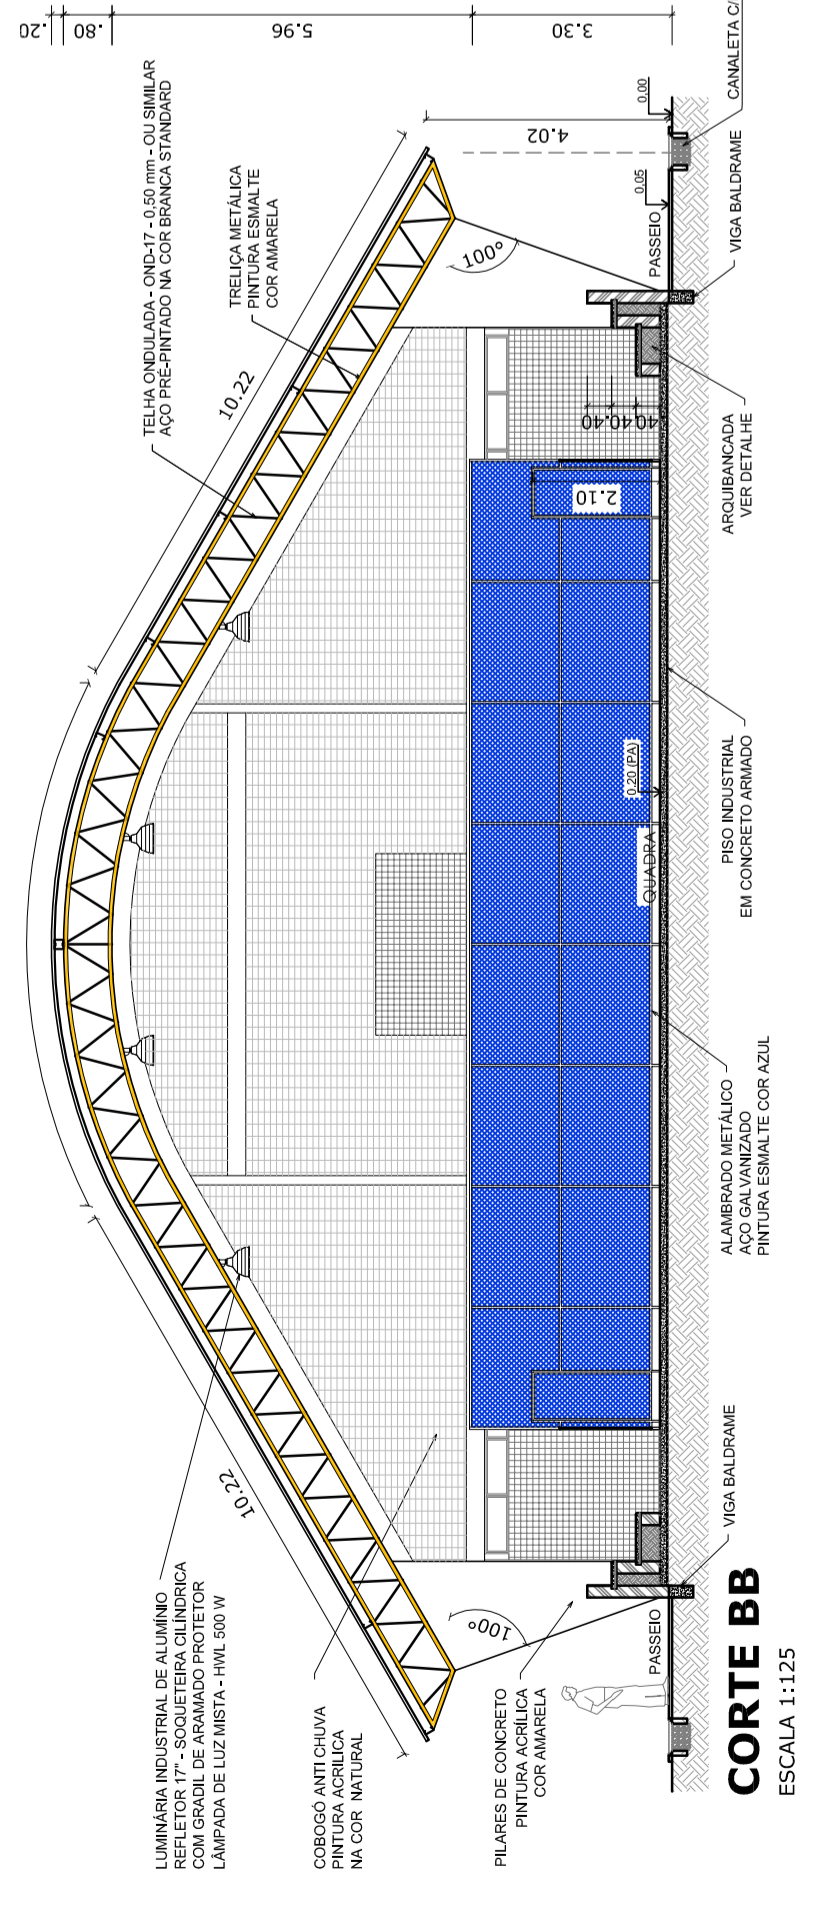 LUMINÁRIA INDUSTRIAL DE ALUMÍNIO
REFLETOR 17" - SOQUETEIRA CILÍNDRICA
COM GRADIL DE ARAMADO PROTETOR
LÂMPADA DE LUZ MISTA - HWL 500 W
COBOGÓ ANTI CHUVA
PINTURA ACRILICA
NA COR NATURAL
PILARES DE CONCRETO
PINTURA ACRÍLICA
COR AMARELA
10.22
100°
PASSEIO
VIGA BALDRAME
TELHA ONDULADA - OND-17 - 0,50 mm - OU SIMILAR
AÇO PRÉ-PINTADO NA COR BRANCA STANDARD
TRELIÇA METÁLICA
PINTURA ESMALTE
COR AMARELA
10.22
100°
.20
.80
5.96
3.30
4.02
0,00
0,05
PASSEIO
CANALETA C/
VIGA BALDRAME
.40
.40
.40
2.10
0.20 (PA)
QUADRA
ARQUIBANCADA
VER DETALHE
PISO INDUSTRIAL
EM CONCRETO ARMADO
ALAMBRADO METÁLICO
AÇO GALVANIZADO
PINTURA ESMALTE COR AZUL
CORTE BB
ESCALA 1:125